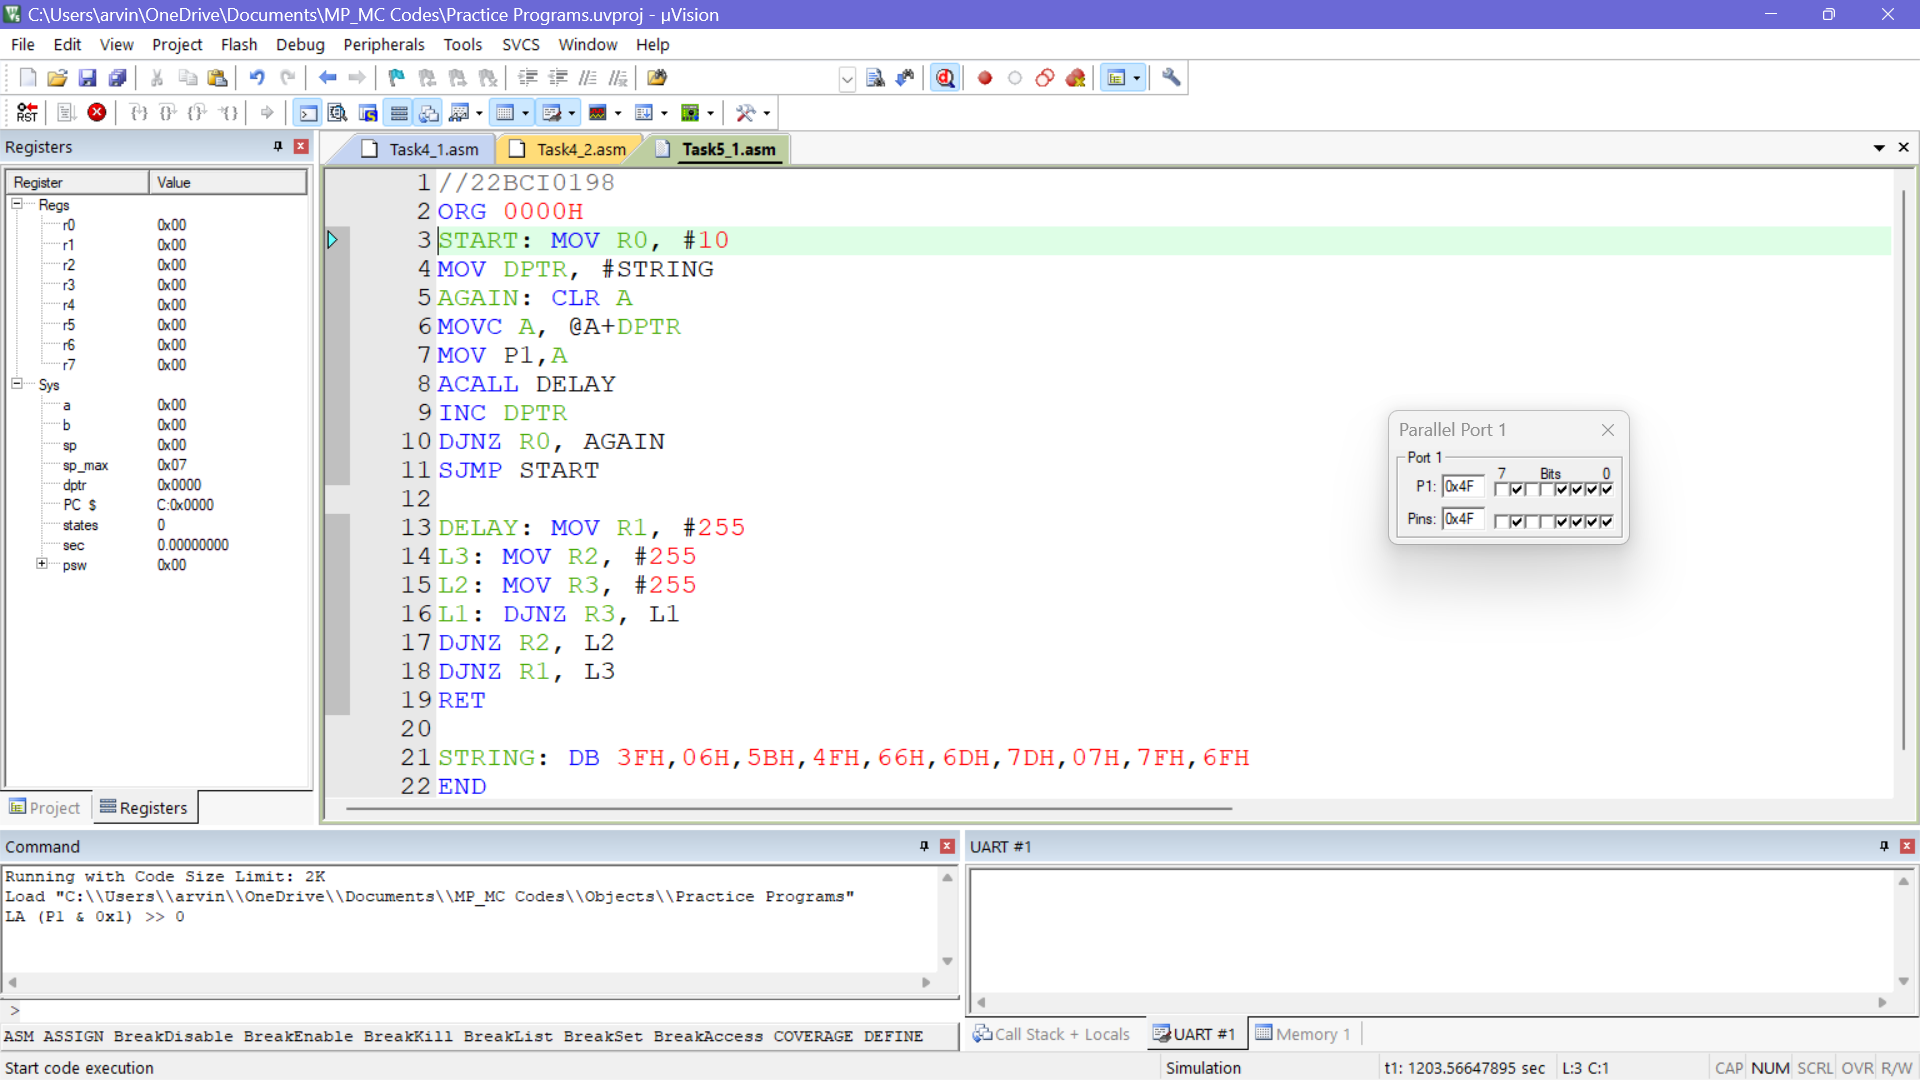 C:\Users\arvin\OneDrive\Documents\MP_MC Codes\Practice Programs.uvproj - µVision
File Edit View Project Flash Debug Peripherals Tools SVCS Window Help
RST
Registers
Register Value
Regs
r0 0x00
r1 0x00
r2 0x00
r3 0x00
r4 0x00
r5 0x00
r6 0x00
r7 0x00
Sys
a 0x00
b 0x00
sp 0x00
sp_max 0x07
dptr 0x0000
PC $ C:0x0000
states 0
sec 0.00000000
psw 0x00
Project Registers
Task4_1.asm Task4_2.asm Task5_1.asm
1 //22BCI0198
2 ORG 0000H
3 START: MOV R0, #10
4 MOV DPTR, #STRING
5 AGAIN: CLR A
6 MOVC A, @A+DPTR
7 MOV P1,A
8 ACALL DELAY
9 INC DPTR
10 DJNZ R0, AGAIN
11 SJMP START
12
13 DELAY: MOV R1, #255
14 L3: MOV R2, #255
15 L2: MOV R3, #255
16 L1: DJNZ R3, L1
17 DJNZ R2, L2
18 DJNZ R1, L3
19 RET
20
21 STRING: DB 3FH,06H,5BH,4FH,66H,6DH,7DH,07H,7FH,6FH
22 END
Parallel Port 1
Port 1
7 Bits 0
P1: 0x4F
Pins: 0x4F
Command
Running with Code Size Limit: 2K
Load "C:\\Users\\arvin\\OneDrive\\Documents\\MP_MC Codes\\Objects\\Practice Programs"
LA (P1 & 0x1) >> 0
>
ASM ASSIGN BreakDisable BreakEnable BreakKill BreakList BreakSet BreakAccess COVERAGE DEFINE
UART #1
Call Stack + Locals UART #1 Memory 1
Start code execution Simulation t1: 1203.56647895 sec L:3 C:1 CAP NUM SCRL OVR R/W